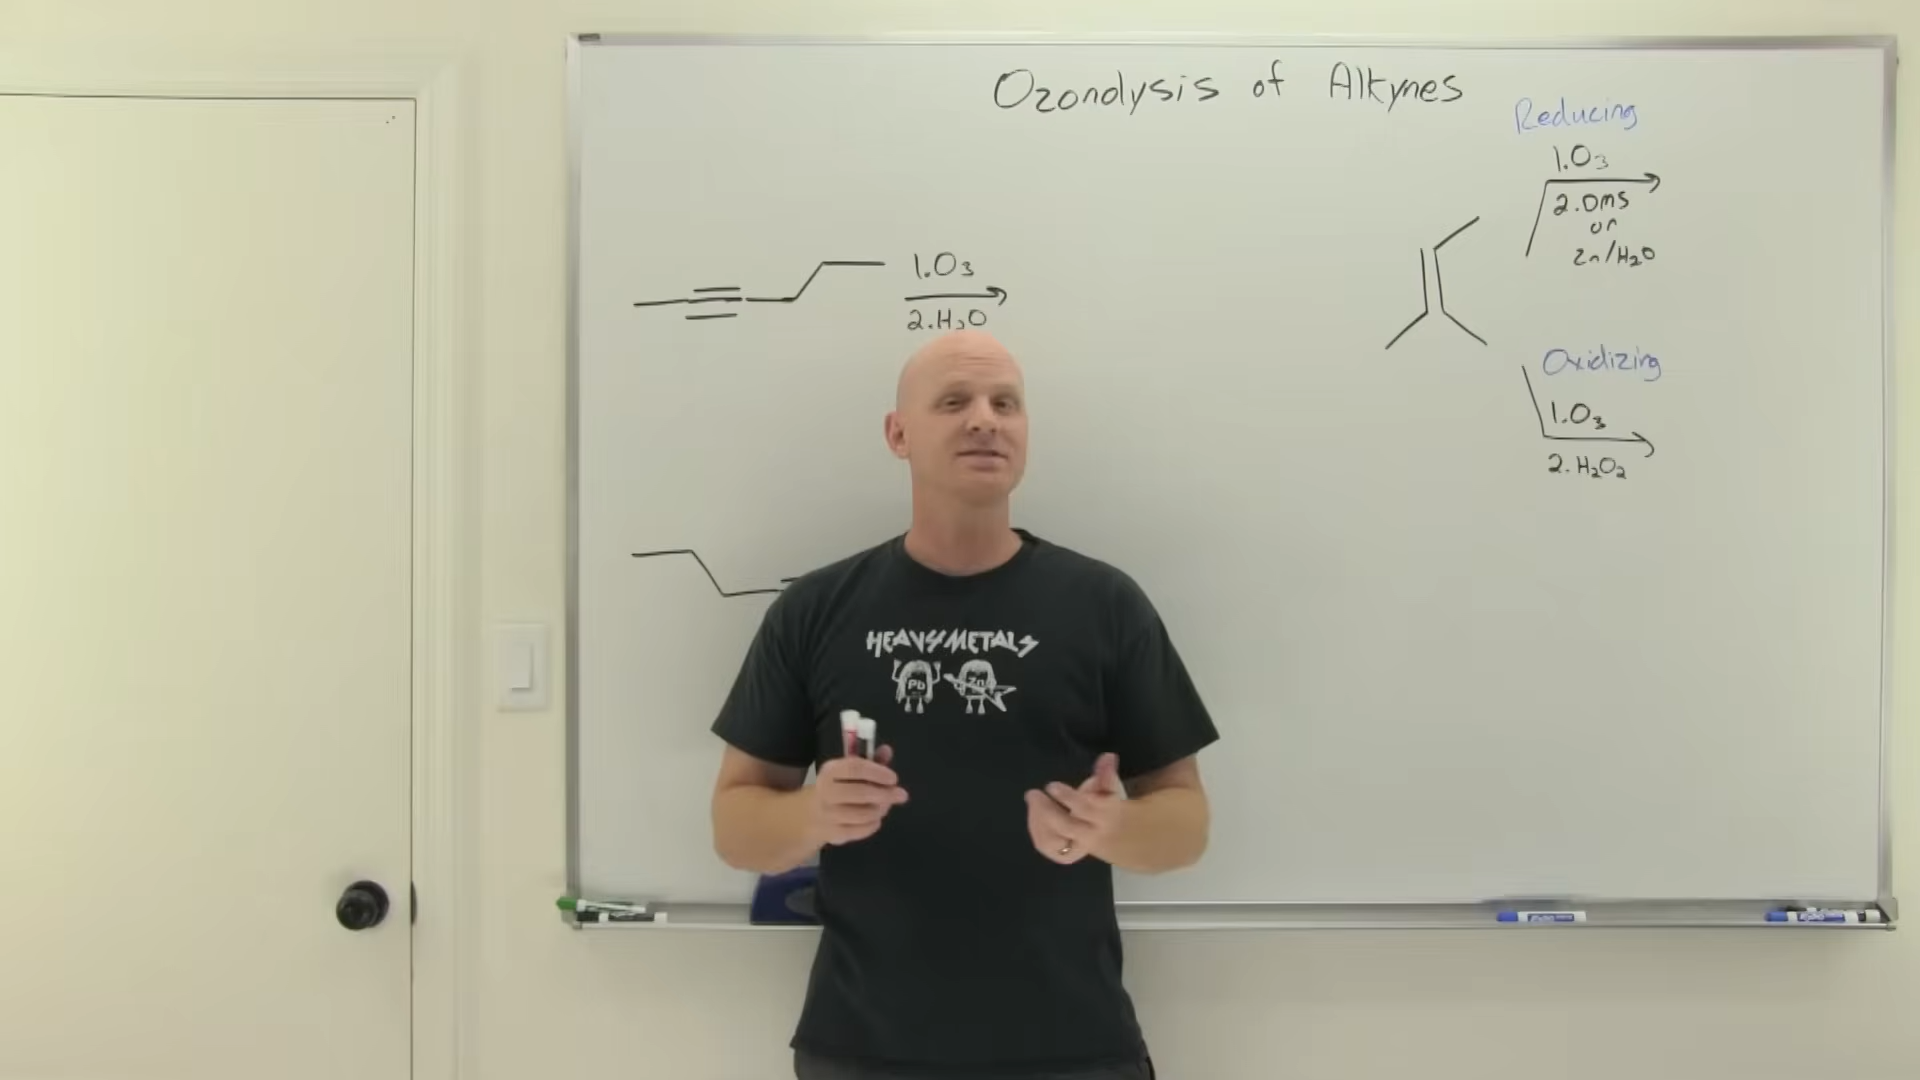 Ozonolysis of Alkynes
Reducing
1.O₃
2.DMS
or
Zn/H₂O
1.O₃
2.H₂O
Oxidizing
1.O₃
2.H₂O₂
HEAVY METALS
Pb Zn
EXPO